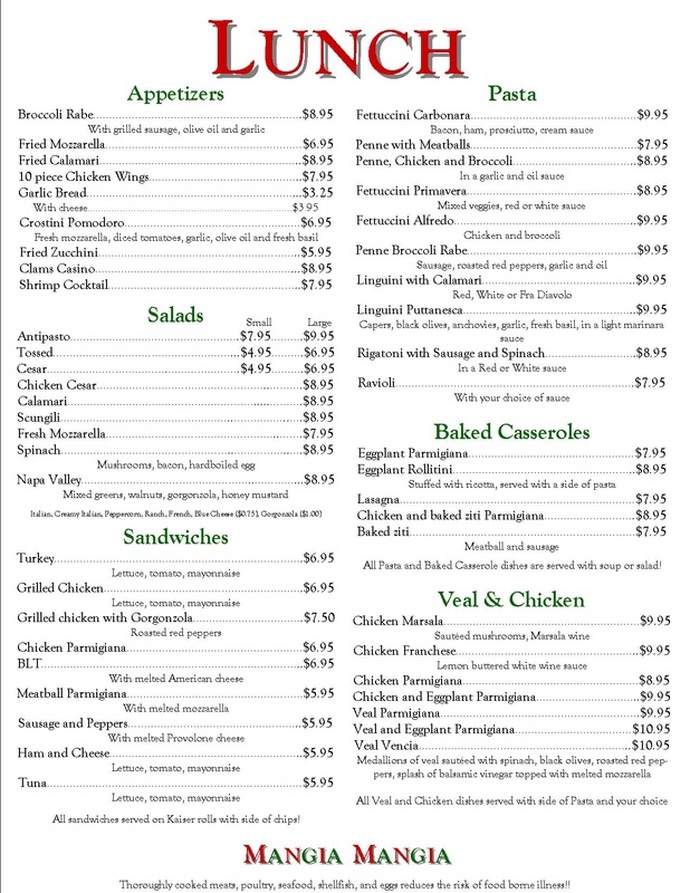 LUNCH
Appetizers
Broccoli Rabe $8.95
With grilled sausage, olive oil and garlic
Fried Mozzarella $6.95
Fried Calamari $8.95
10 piece Chicken Wings $7.95
Garlic Bread $3.25
With cheese $3.95
Crostini Pomodoro $6.95
Fresh mozzarella, diced tomatoes, garlic, olive oil and fresh basil
Fried Zucchini $5.95
Clams Casino $8.95
Shrimp Cocktail $7.95
Salads
Small Large
Antipasto $7.95 $9.95
Tossed $4.95 $6.95
Cesar $4.95 $6.95
Chicken Cesar $8.95
Calamari $8.95
Scungili $8.95
Fresh Mozzarella $7.95
Spinach $8.95
Mushrooms, bacon, hardboiled egg
Napa Valley $8.95
Mixed greens, walnuts, gorgonzola, honey mustard
Italian, Creamy Italian, Peppercorn, Ranch, French, Blue Cheese ($0.75), Gorgonzola ($1.00)
Sandwiches
Turkey $6.95
Lettuce, tomato, mayonnaise
Grilled Chicken $6.95
Lettuce, tomato, mayonnaise
Grilled chicken with Gorgonzola $7.50
Roasted red peppers
Chicken Parmigiana $6.95
BLT $6.95
With melted American cheese
Meatball Parmigiana $5.95
With melted mozzarella
Sausage and Peppers $5.95
With melted Provolone cheese
Ham and Cheese $5.95
Lettuce, tomato, mayonnaise
Tuna $5.95
Lettuce, tomato, mayonnaise
All sandwiches served on Kaiser rolls with side of chips!
Pasta
Fettuccini Carbonara $9.95
Bacon, ham, prosciutto, cream sauce
Penne with Meatballs $7.95
Penne, Chicken and Broccoli $8.95
In a garlic and oil sauce
Fettuccini Primavera $8.95
Mixed veggies, red or white sauce
Fettuccini Alfredo $9.95
Chicken and broccoli
Penne Broccoli Rabe $9.95
Sausage, roasted red peppers, garlic and oil
Linguini with Calamari $9.95
Red, White or Fra Diavolo
Linguini Puttanesca $9.95
Capers, black olives, anchovies, garlic, fresh basil, in a light marinara
sauce
Rigatoni with Sausage and Spinach $8.95
In a Red or White sauce
Ravioli $7.95
With your choice of sauce
Baked Casseroles
Eggplant Parmigiana $7.95
Eggplant Rollitini $8.95
Stuffed with ricotta, served with a side of pasta
Lasagna $7.95
Chicken and baked ziti Parmigiana $8.95
Baked ziti $7.95
Meatball and sausage
All Pasta and Baked Casserole dishes are served with soup or salad!
Veal & Chicken
Chicken Marsala $9.95
Sautéed mushrooms, Marsala wine
Chicken Franchese $9.95
Lemon buttered white wine sauce
Chicken Parmigiana $8.95
Chicken and Eggplant Parmigiana $9.95
Veal Parmigiana $9.95
Veal and Eggplant Parmigiana $10.95
Veal Vencia $10.95
Medallions of veal sautéed with spinach, black olives, roasted red pep-
pers, splash of balsamic vinegar topped with melted mozzarella
All Veal and Chicken dishes served with side of Pasta and your choice
MANGIA MANGIA
Thoroughly cooked meats, poultry, seafood, shellfish, and eggs reduces the risk of food borne illness!!